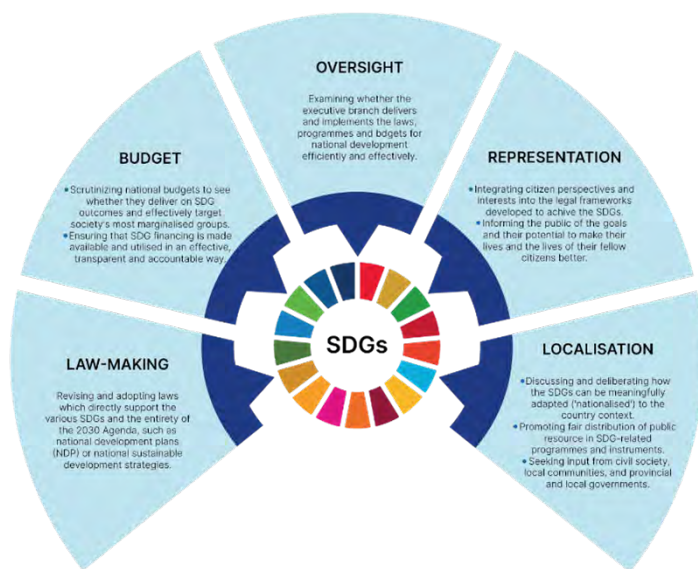 OVERSIGHT
Examining whether the
executive branch delivers
and implements the laws,
programmes and bdgets for
national development
efficiently and effectively.
BUDGET
• Scrutinizing national budgets to see
whether they deliver on SDG
outcomes and effectively target
society's most marginalised groups.
• Ensuring that SDG financing is made
available and utilised in an effective,
transparent and accountable way.
REPRESENTATION
• Integrating citizen perspectives and
interests into the legal frameworks
developed to achive the SDGs.
• Informing the public of the goals
and their potential to make their
lives and the lives of their fellow
citizens better.
LAW-MAKING
Revising and adopting laws
which directly support the
various SDGs and the entirety of
the 2030 Agenda, such as
national development plans
(NDP) or national sustainable
development strategies.
SDGs
LOCALISATION
• Discussing and deliberating how
the SDGs can be meaningfully
adapted ('nationalised') to the
country context.
• Promoting fair distribution of public
resource in SDG-related
programmes and instruments.
• Seeking input from civil society,
local communities, and provincial
and local governments.